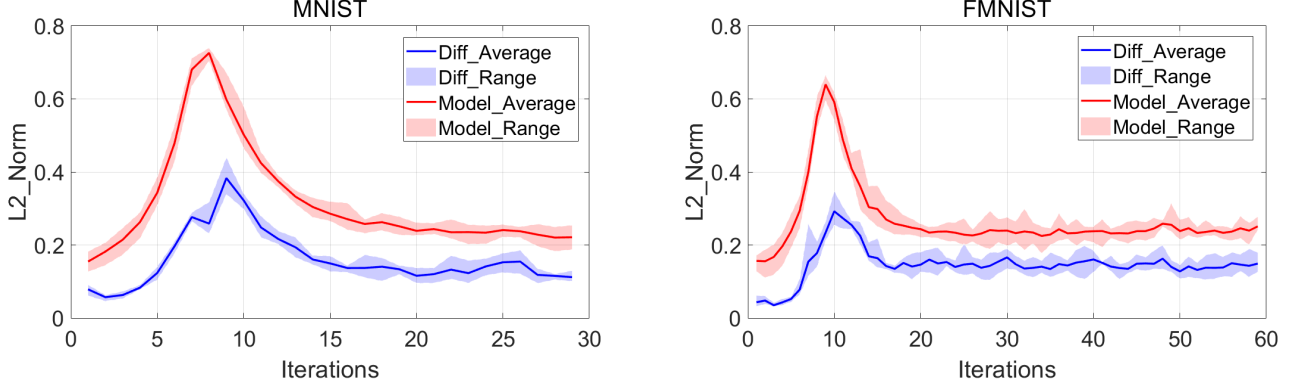 MNIST
0.8
0.6
0.4
0.2
0
L2_Norm
Diff_Average
Diff_Range
Model_Average
Model_Range
0 5 10 15 20 25 30
Iterations
FMNIST
0.8
0.6
0.4
0.2
0
L2_Norm
Diff_Average
Diff_Range
Model_Average
Model_Range
0 10 20 30 40 50 60
Iterations